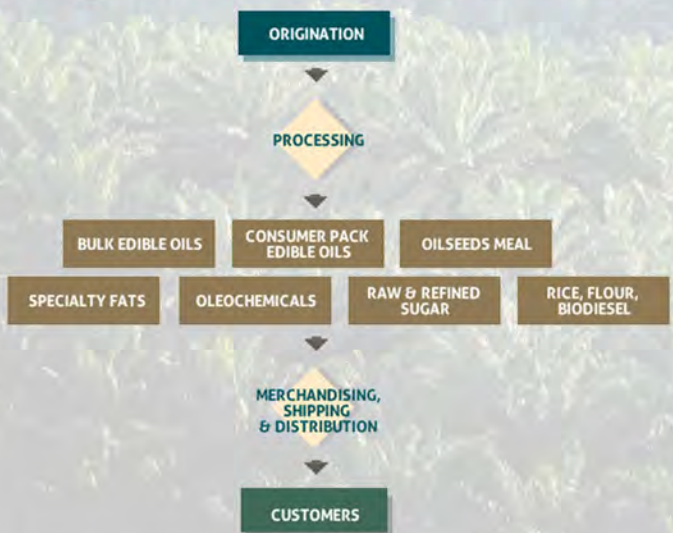 ORIGINATION
PROCESSING
BULK EDIBLE OILS
CONSUMER PACK
EDIBLE OILS
OILSEEDS MEAL
SPECIALTY FATS
OLEOCHEMICALS
RAW & REFINED
SUGAR
RICE, FLOUR,
BIODIESEL
MERCHANDISING,
SHIPPING
& DISTRIBUTION
CUSTOMERS